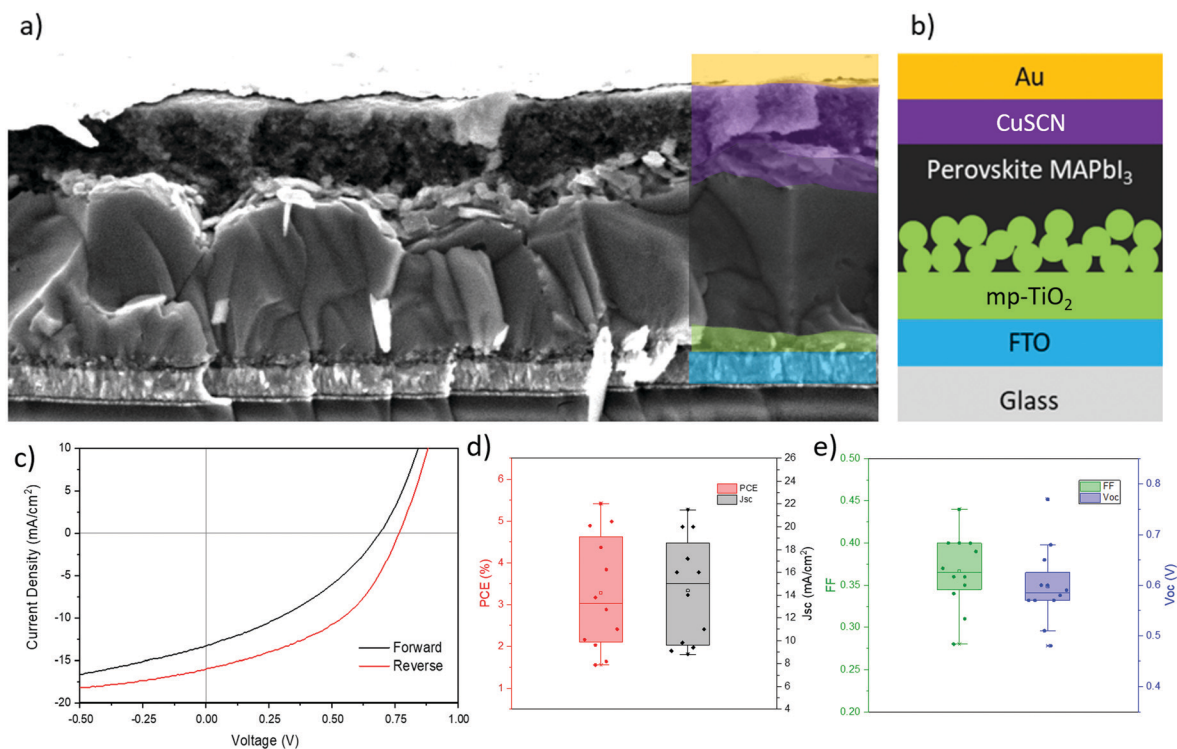 a)
b)
Au
CuSCN
Perovskite MAPbI₃
mp-TiO₂
FTO
Glass
c)
10
5
0
-5
-10
-15
-20
-0.50
-0.25
0.00
0.25
0.50
0.75
1.00
Current Density (mA/cm²)
Voltage (V)
Forward
Reverse
d)
6
5
4
3
2
1
PCE (%)
PCE
Jsc
26
24
22
20
18
16
14
12
10
8
6
4
Jsc (mA/cm²)
e)
0.50
0.45
0.40
0.35
0.30
0.25
0.20
FF
FF
Voc
0.8
0.7
0.6
0.5
0.4
Voc (V)